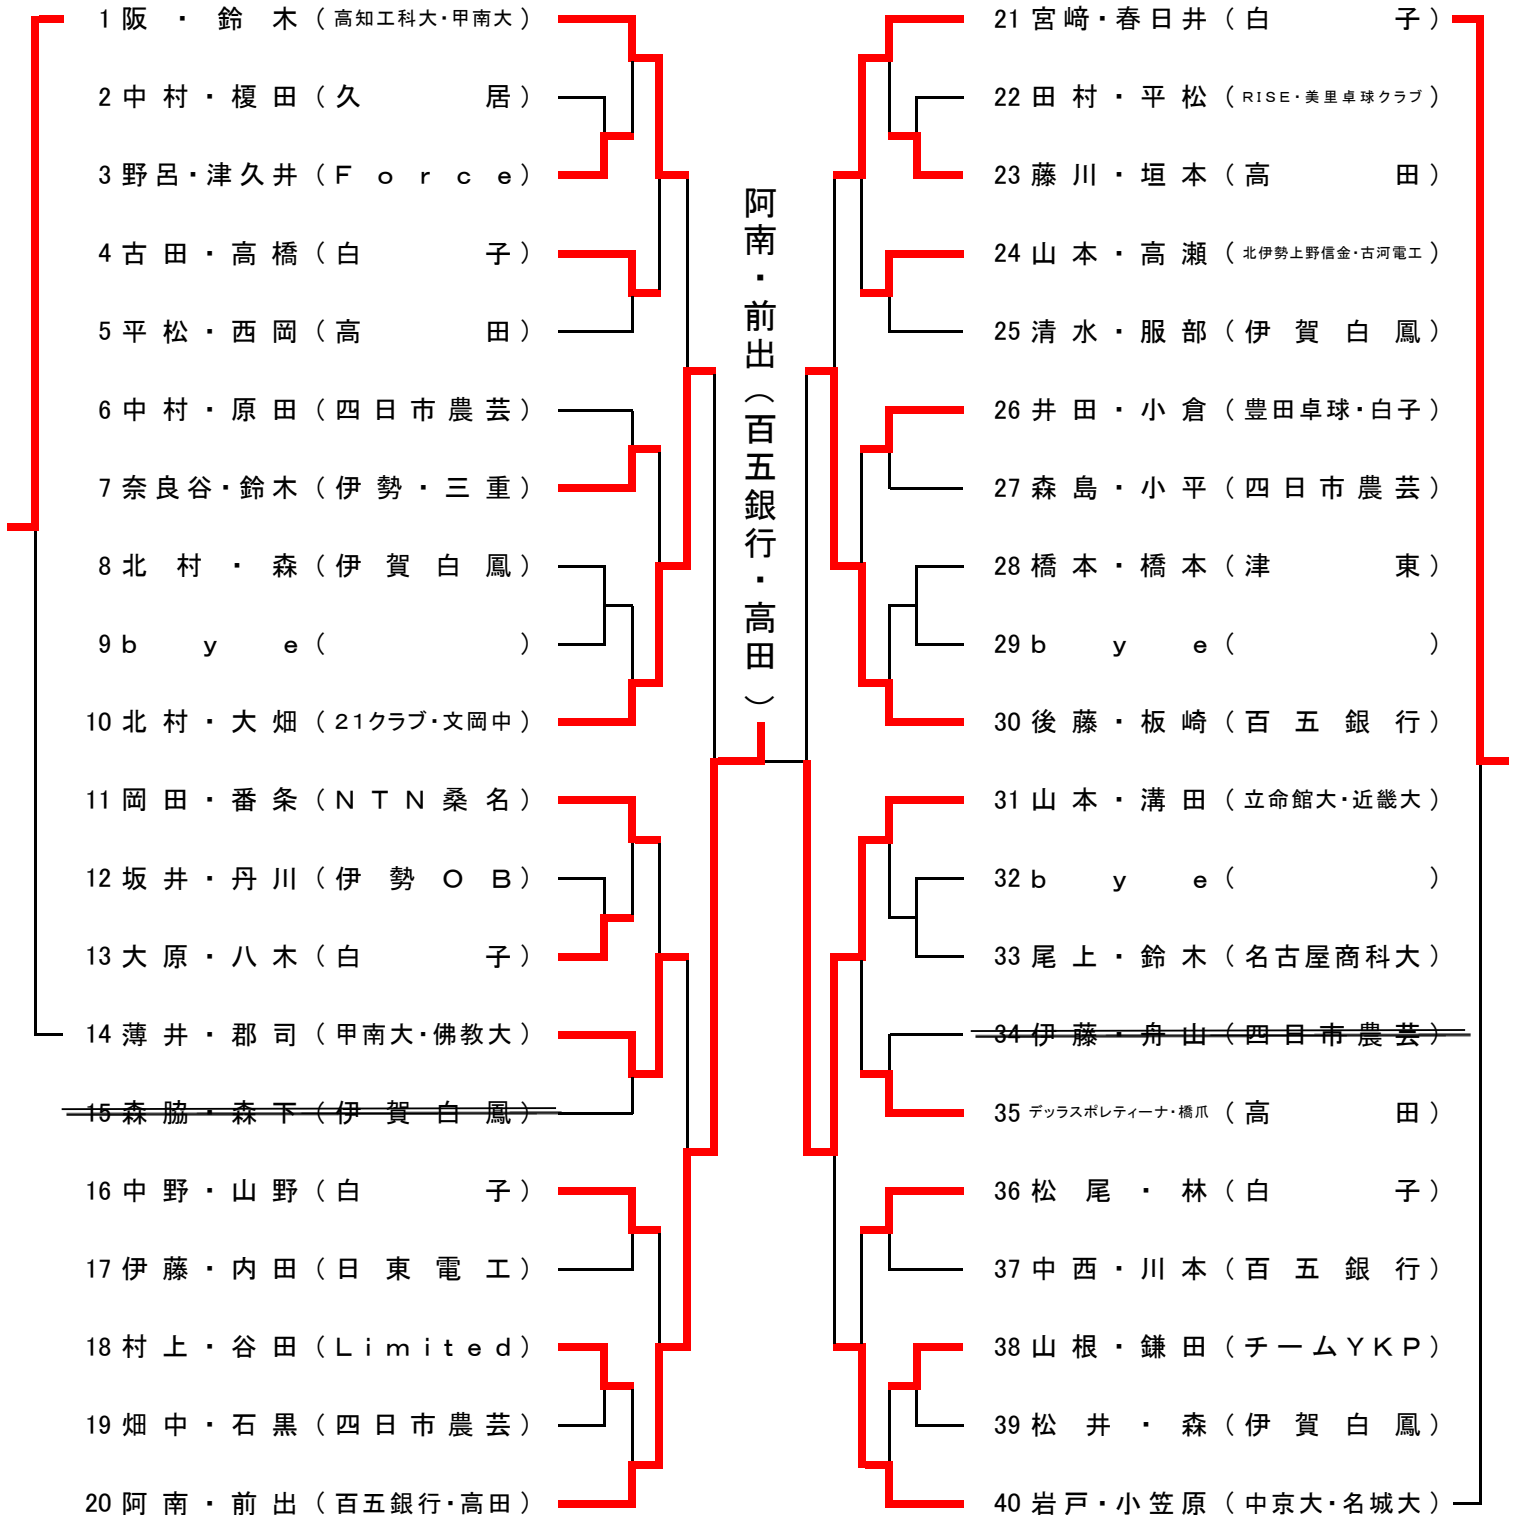 1 阪・鈴木（高知工科大・甲南大）
2 中村・榎田（久居）
3 野呂・津久井（Force）
4 古田・高橋（白子）
5 平松・西岡（高田）
6 中村・原田（四日市農芸）
7 奈良谷・鈴木（伊勢・三重）
8 北村・森（伊賀白鳳）
9 bye（　）
10 北村・大畑（21クラブ・文岡中）
11 岡田・番条（NTN桑名）
12 坂井・丹川（伊勢OB）
13 大原・八木（白子）
14 薄井・郡司（甲南大・佛教大）
15 森脇・森下（伊賀白鳳）
16 中野・山野（白子）
17 伊藤・内田（日東電工）
18 村上・谷田（Limited）
19 畑中・石黒（四日市農芸）
20 阿南・前出（百五銀行・高田）
阿南・前出（百五銀行・高田）
21 宮﨑・春日井（白子）
22 田村・平松（RISE・美里卓球クラブ）
23 藤川・垣本（高田）
24 山本・高瀬（北伊勢上野信金・古河電工）
25 清水・服部（伊賀白鳳）
26 井田・小倉（豊田卓球・白子）
27 森島・小平（四日市農芸）
28 橋本・橋本（津東）
29 bye（　）
30 後藤・板崎（百五銀行）
31 山本・溝田（立命館大・近畿大）
32 bye（　）
33 尾上・鈴木（名古屋商科大）
34 伊藤・舟山（四日市農芸）
35 デッラスポレティーナ・橋爪（高田）
36 松尾・林（白子）
37 中西・川本（百五銀行）
38 山根・鎌田（チームYKP）
39 松井・森（伊賀白鳳）
40 岩戸・小笠原（中京大・名城大）